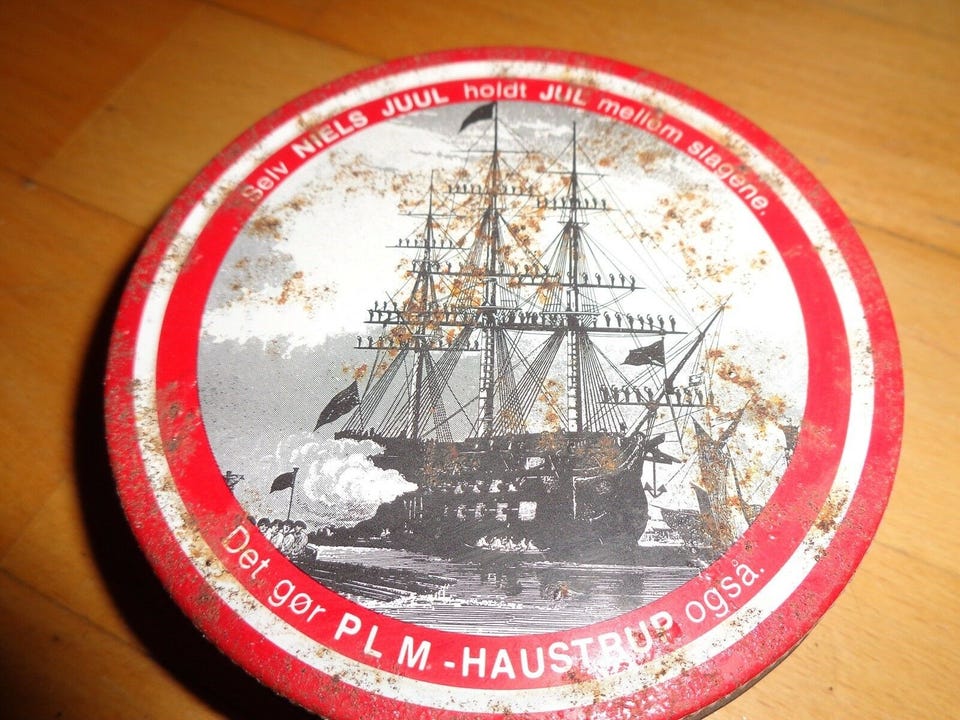 Selv NIELS JUUL holdt JUL mellem slagene.
Det gør PLM-HAUSTRUP også.